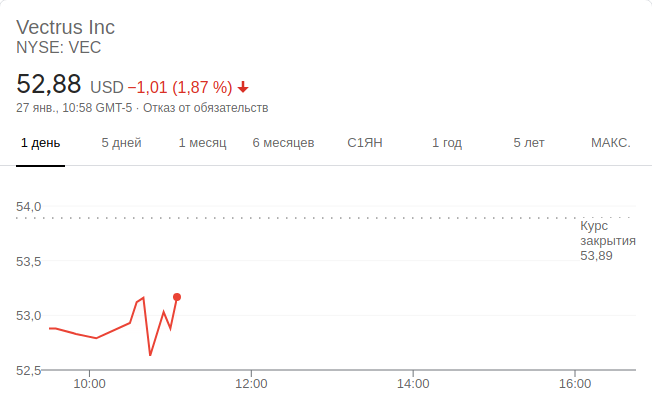 Vectrus Inc
NYSE: VEC
52,88 USD −1,01 (1,87 %)
27 янв., 10:58 GMT-5 · Отказ от обязательств
1 день 5 дней 1 месяц 6 месяцев С1ЯН 1 год 5 лет МАКС.
54,0
Курс
закрытия
53,89
53,5
53,0
52,5
10:00 12:00 14:00 16:00